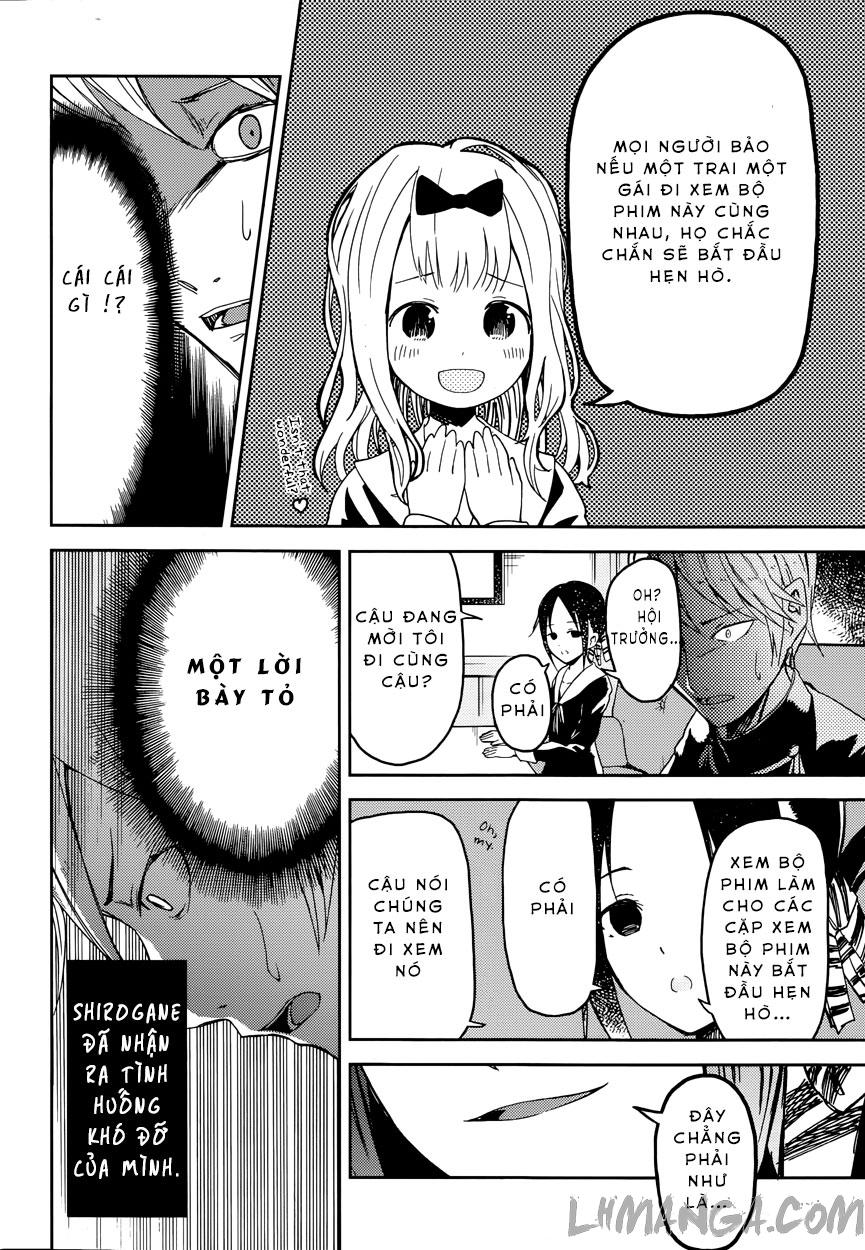 MỌI NGƯỜI BẢO
NẾU MỘT TRAI MỘT
GÁI ĐI XEM BỘ
PHIM NÀY CÙNG
NHAU, HỌ CHẮC
CHẮN SẼ BẮT ĐẦU
HẸN HÒ.
Isn't that
wonderful?
CÁI CÁI
GÌ !?
OH?
HỘI
TRƯỞNG...
CÓ
PHẢI
CẬU ĐANG
MỜI TÔI
ĐI CÙNG
CẬU?
XEM BỘ
PHIM LÀM
CHO CÁC
CẶP XEM
BỘ PHIM
NÀY BẮT
ĐẦU HẸN
HÒ...
CÓ
PHẢI
Oh,
my.
CẬU NÓI
CHÚNG
TA NÊN
ĐI XEM
NÓ
ĐÂY
CHẲNG
PHẢI
NHƯ
LÀ...
MỘT LỜI
BÀY TỎ
SHIROGANE
ĐÃ NHẬN
RA TÌNH
HUỐNG
KHÓ ĐỠ
CỦA MÌNH.
LHMANGA.COM